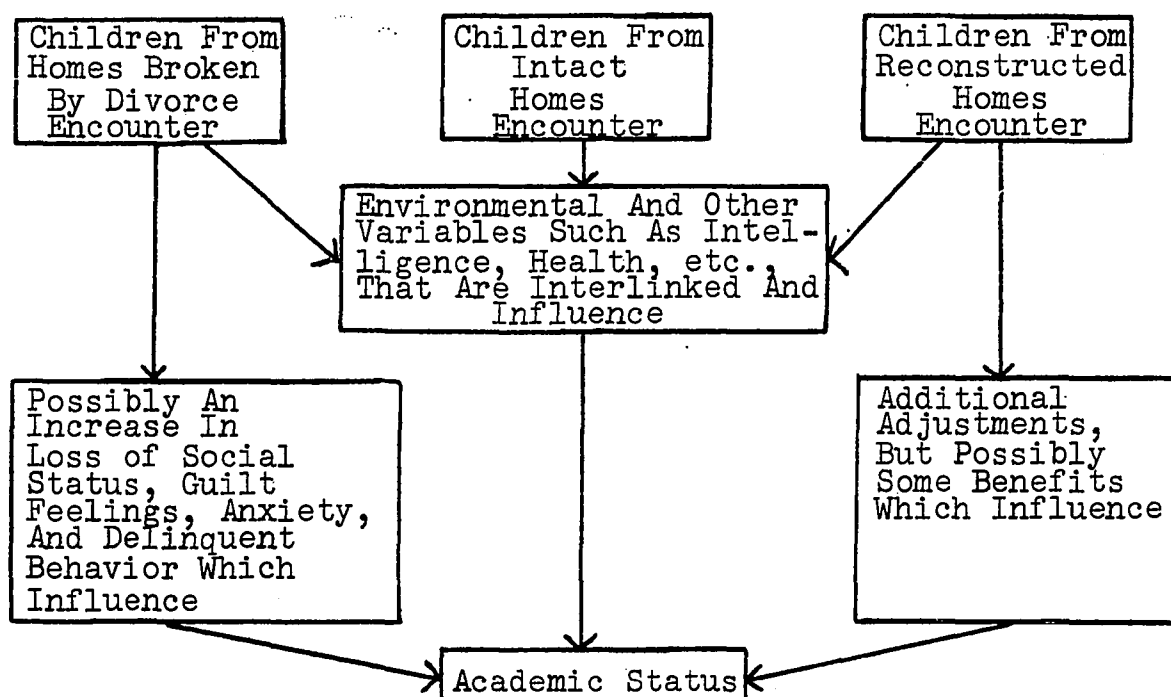 Children From
Homes Broken
By Divorce
Encounter
Children From
Intact
Homes
Encounter
Children From
Reconstructed
Homes
Encounter
Environmental And Other
Variables Such As Intel-
ligence, Health, etc.,
That Are Interlinked And
Influence
Possibly An
Increase In
Loss of Social
Status, Guilt
Feelings, Anxiety,
And Delinquent
Behavior Which
Influence
Additional
Adjustments,
But Possibly
Some Benefits
Which Influence
Academic Status